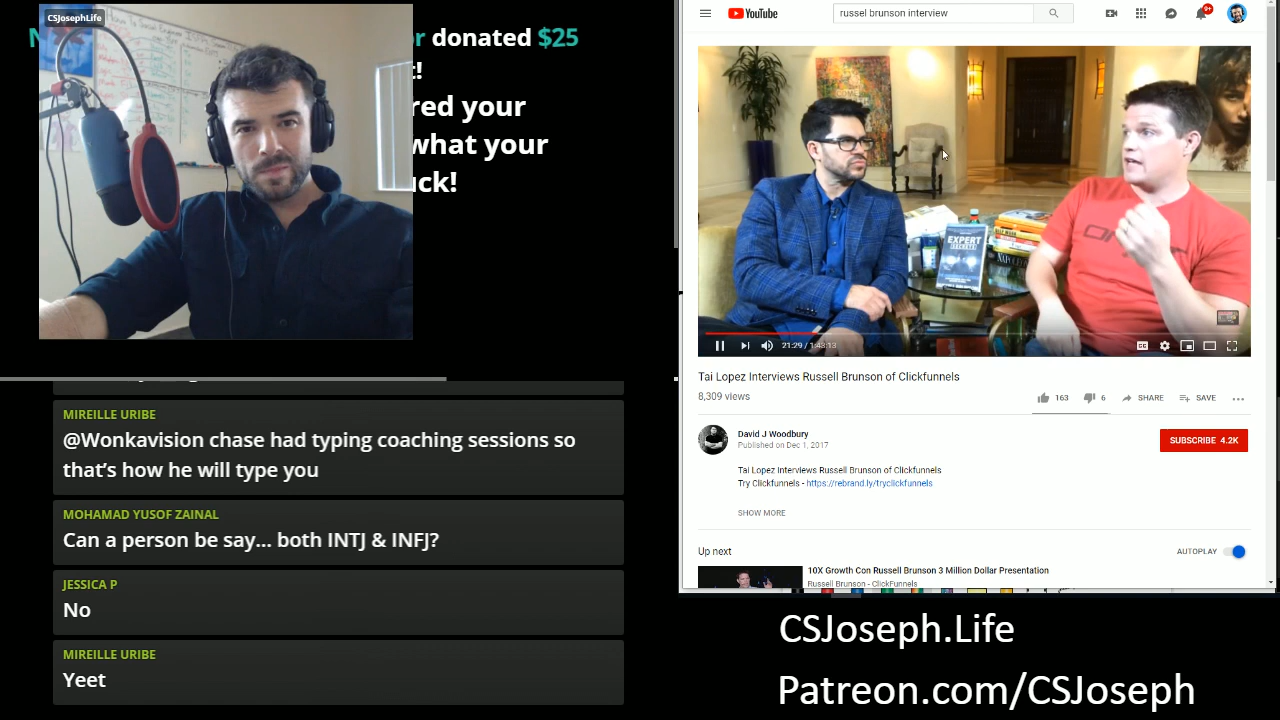 CSJosephLife
donated $25
red your
what your
MIREILLE URIBE
@Wonkavision chase had typing coaching sessions so
that's how he will type you
MOHAMAD YUSOF ZAINAL
Can a person be say... both INTJ & INFJ?
JESSICA P
No
MIREILLE URIBE
Yeet
YouTube
russel brunson interview
9+
EXPERT
SECRETS
NAPOLEON
21:29 / 1:43:13
Tai Lopez Interviews Russell Brunson of Clickfunnels
8,309 views
163
6
SHARE
SAVE
David J Woodbury
Published on Dec 1, 2017
SUBSCRIBE 4.2K
Tai Lopez Interviews Russell Brunson of Clickfunnels
Try Clickfunnels - https://rebrand.ly/tryclickfunnels
SHOW MORE
Up next
AUTOPLAY
10X Growth Con Russell Brunson 3 Million Dollar Presentation
Russell Brunson - ClickFunnels
CSJoseph.Life
Patreon.com/CSJoseph